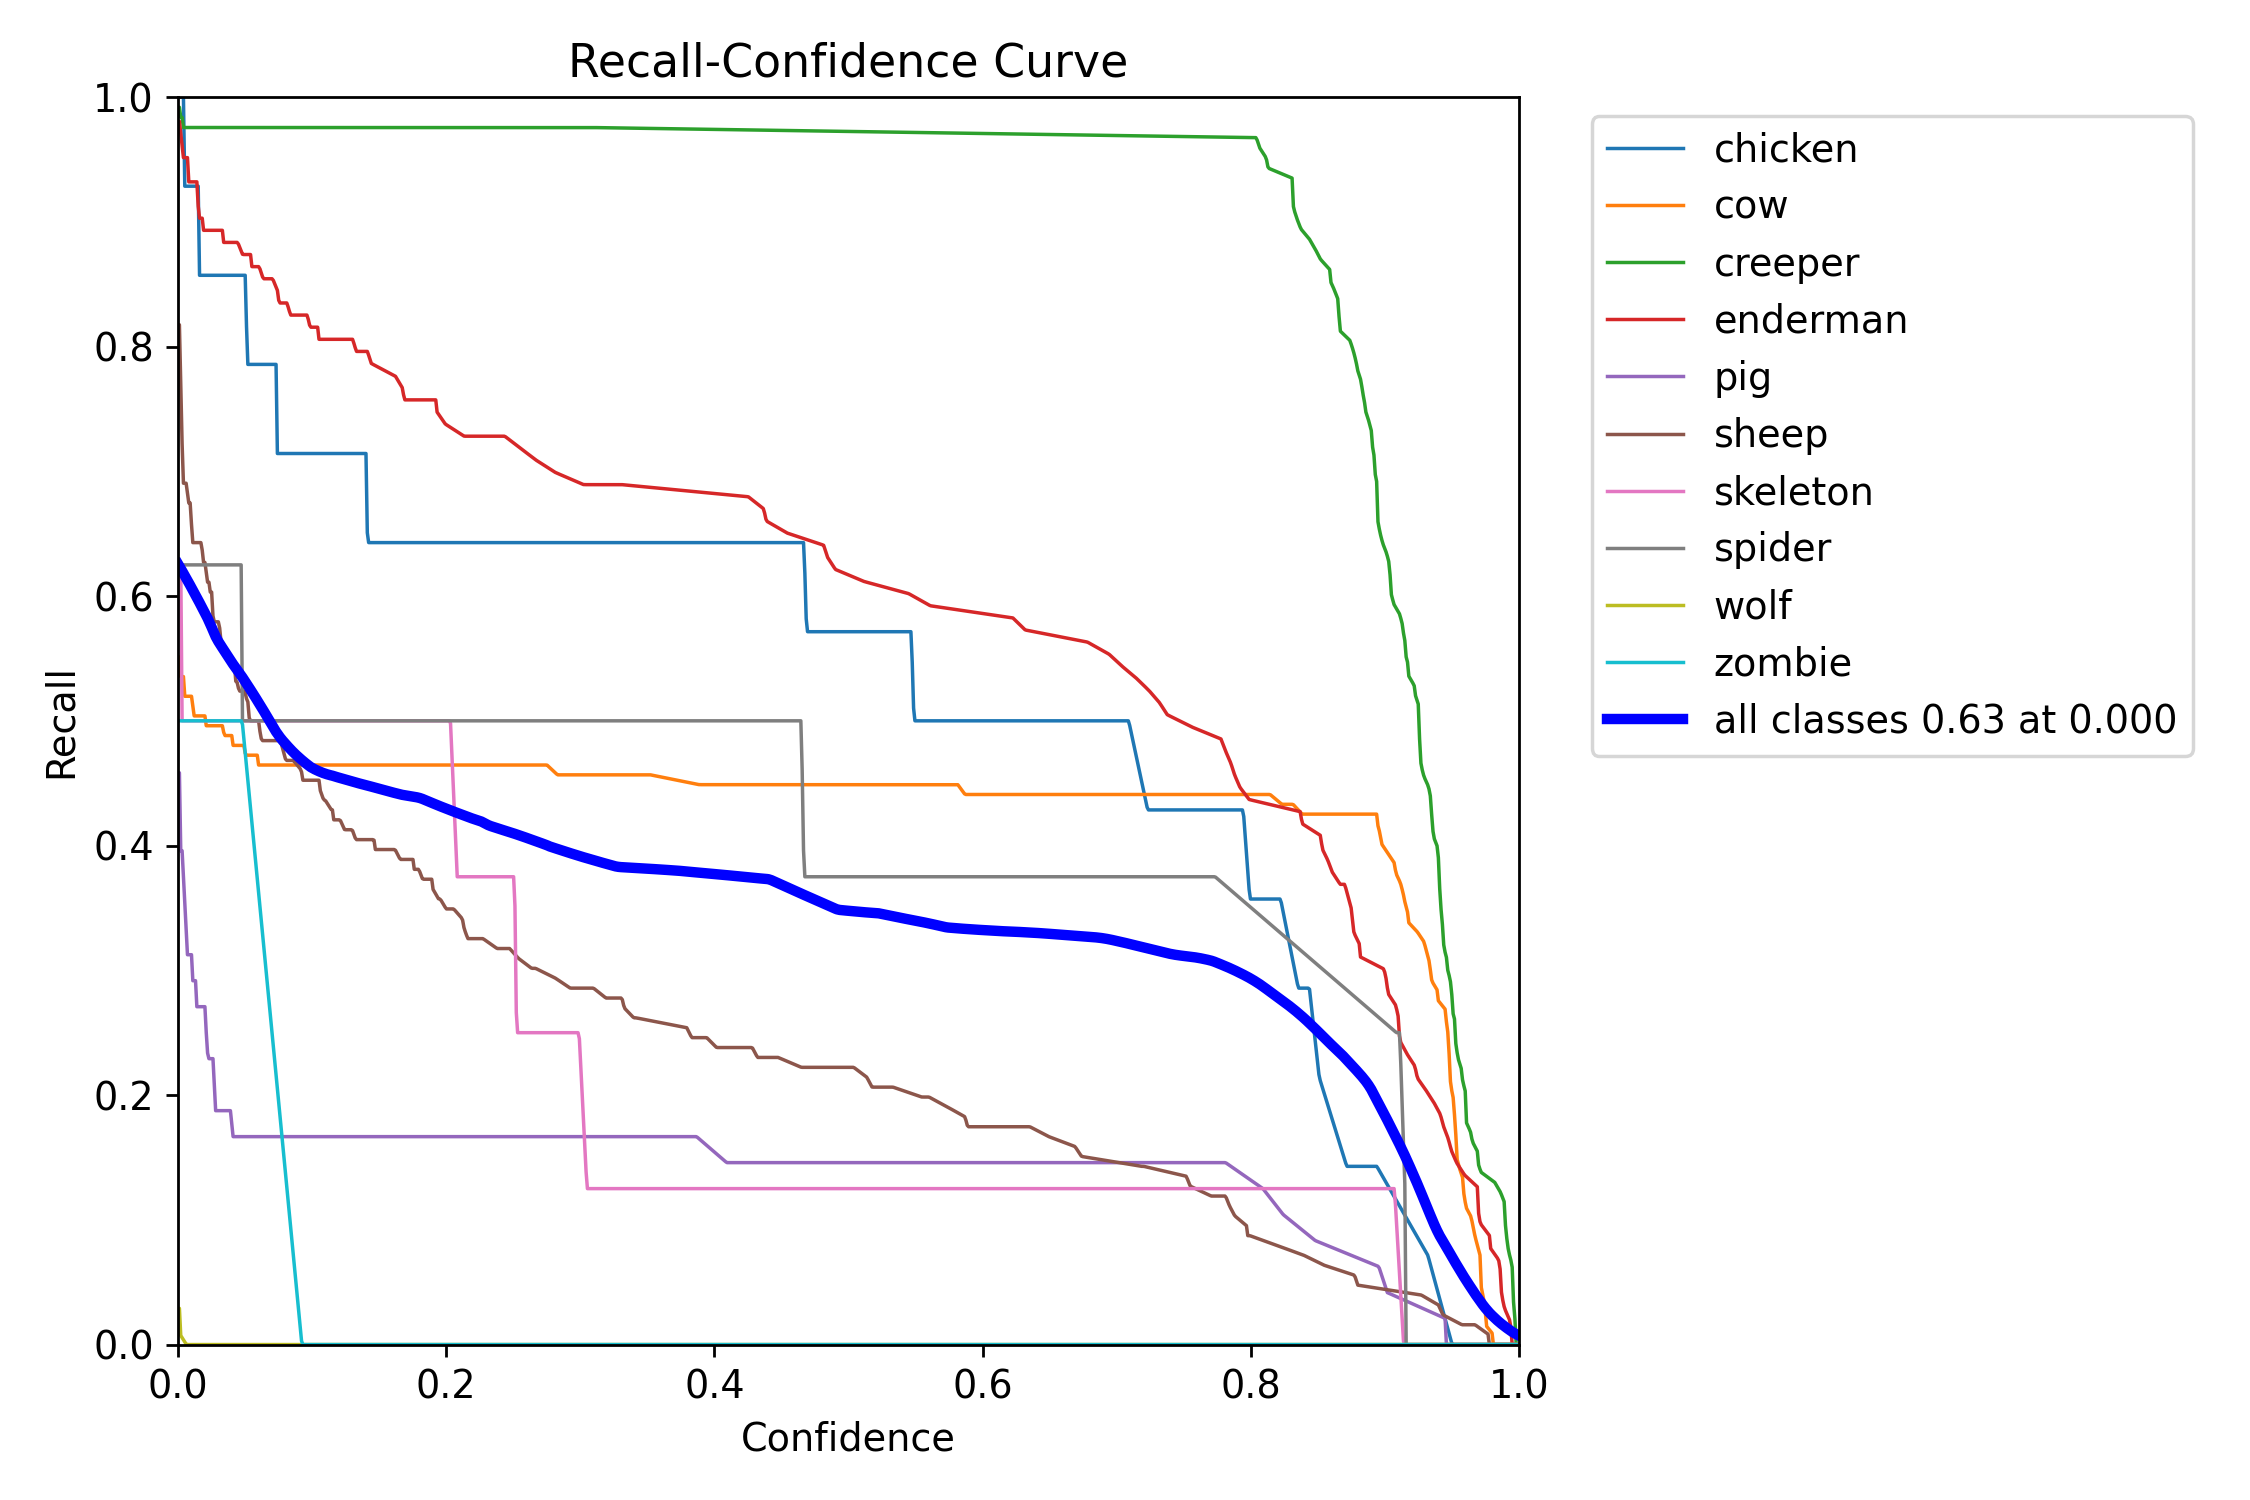 Recall-Confidence Curve
1.0
0.8
0.6
0.4
0.2
0.0
Recall
0.0 0.2 0.4 0.6 0.8 1.0
Confidence
chicken
cow
creeper
enderman
pig
sheep
skeleton
spider
wolf
zombie
all classes 0.63 at 0.000